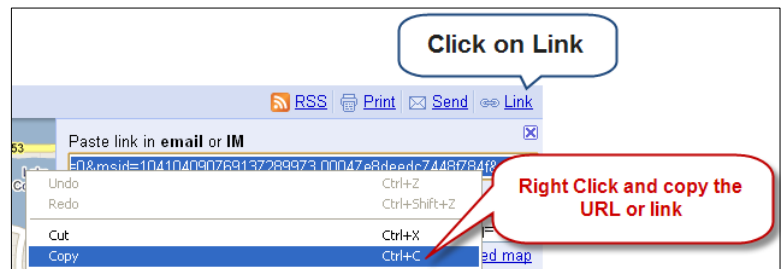 Click on Link
RSS Print Send Link
53
Paste link in email or IM
=0&msid=104104090769137289973.00047e8deedc7448f784f&
Undo Ctrl+Z
Redo Ctrl+Shift+Z
Cut Ctrl+X
Copy Ctrl+C
Right Click and copy the
URL or link
ed map